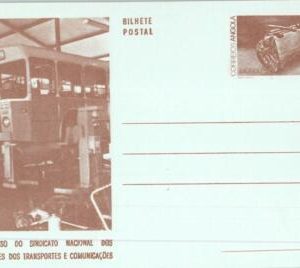 BILHETE
POSTAL
CORREIOS ANGOLA
SO DO SINDICATO NACIONAL DOS
ES DOS TRANSPORTES E COMUNICAÇÕES